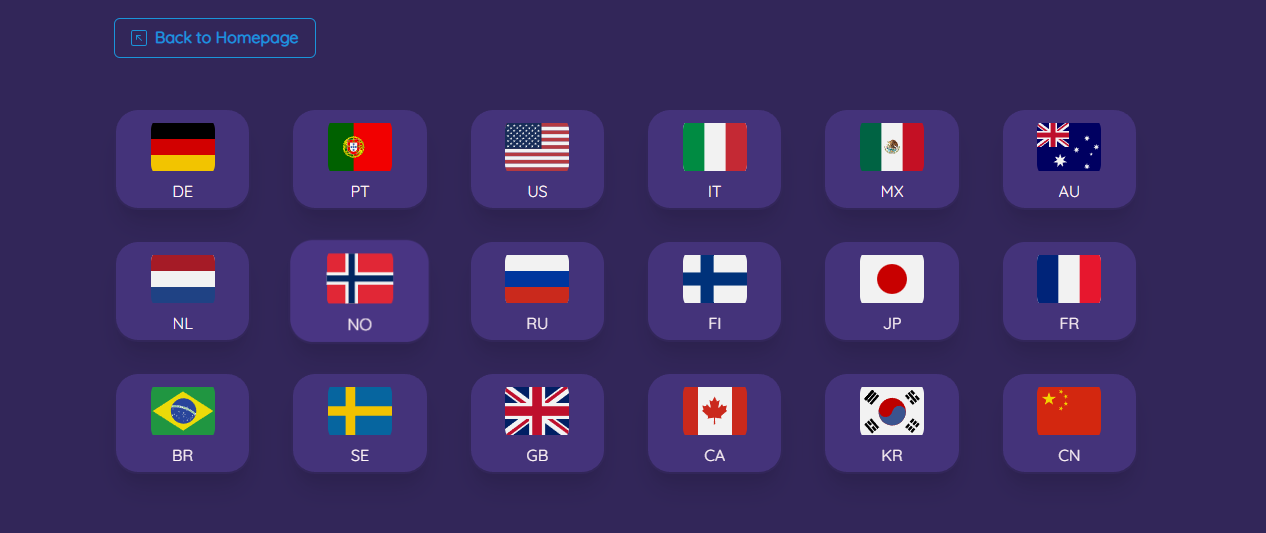 Back to Homepage
DE
PT
US
IT
MX
AU
NL
NO
RU
FI
JP
FR
BR
SE
GB
CA
KR
CN